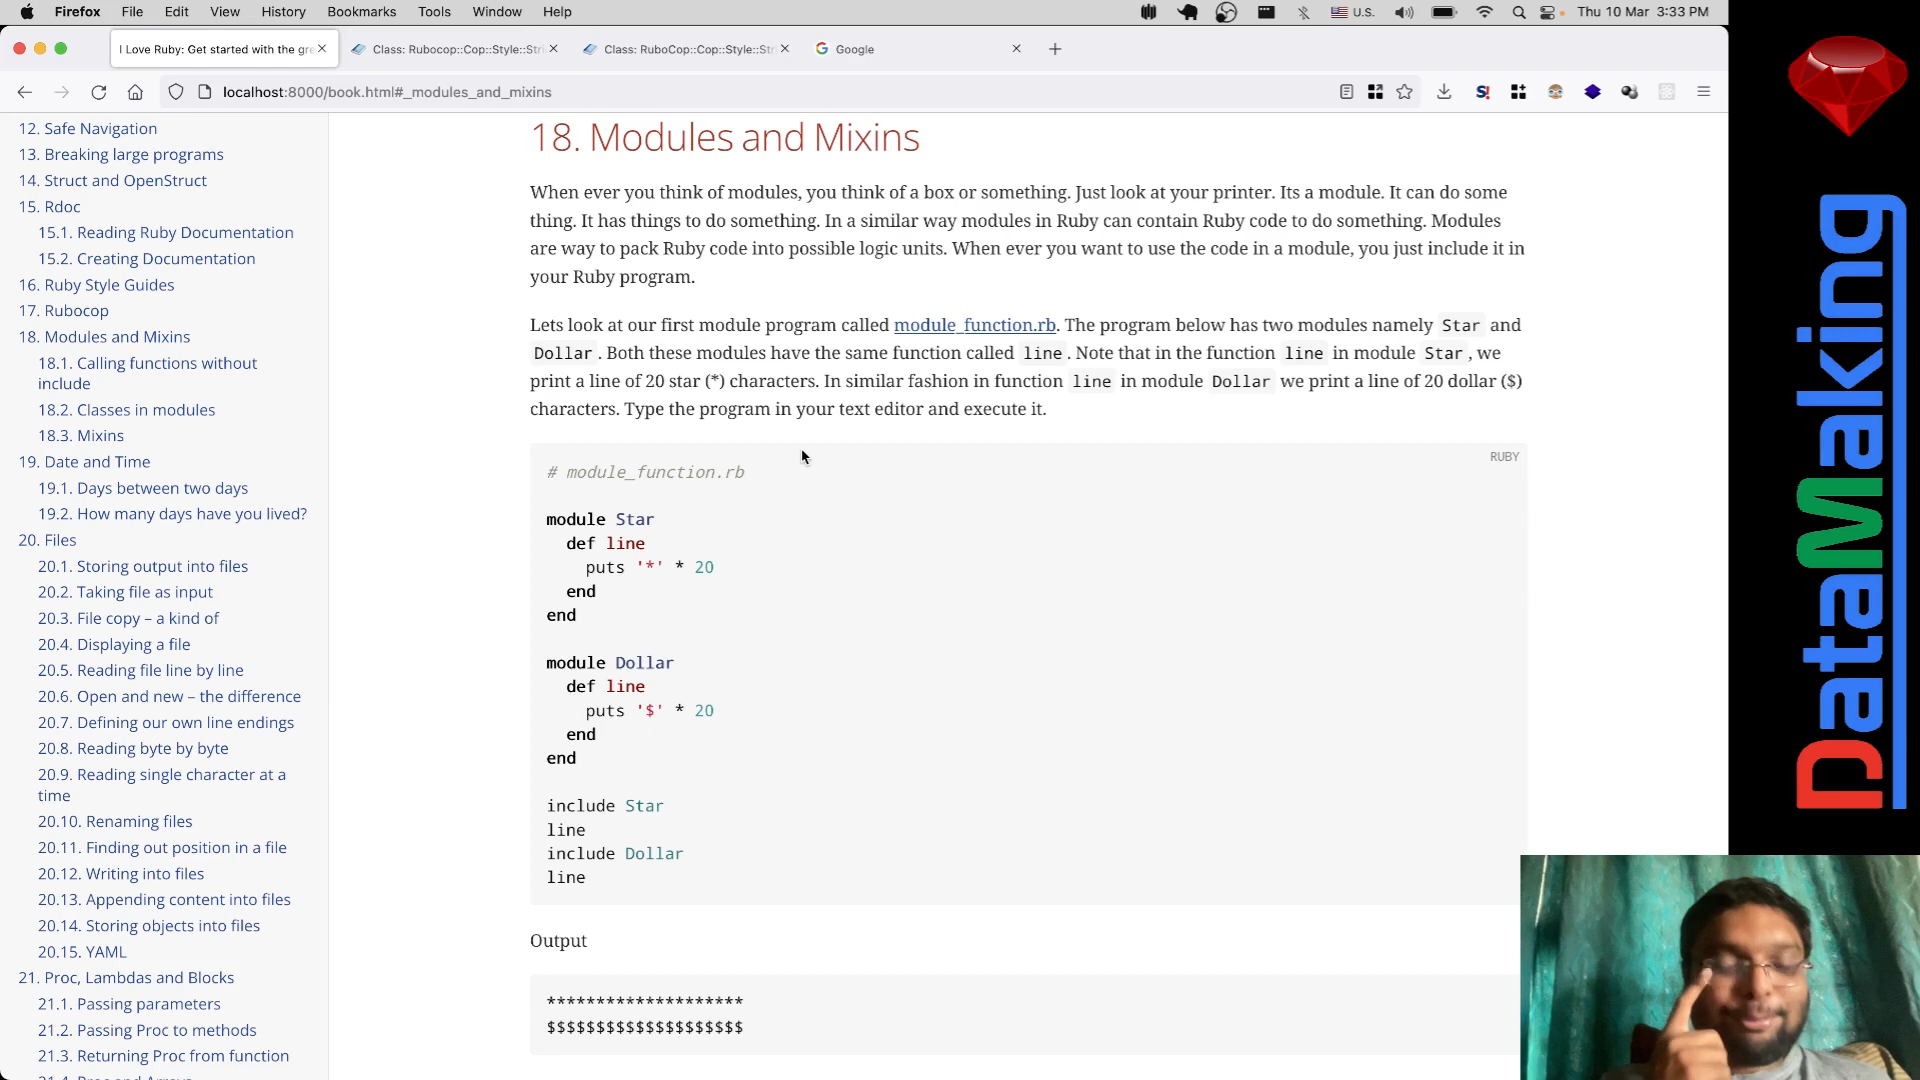 Firefox File Edit View History Bookmarks Tools Window Help U.S. Thu 10 Mar 3:33 PM
I Love Ruby: Get started with the gre Class: Rubocop::Cop::Style::Stri Class: RuboCop::Cop::Style::Stri Google
localhost:8000/book.html#_modules_and_mixins
12. Safe Navigation
13. Breaking large programs
14. Struct and OpenStruct
15. Rdoc
15.1. Reading Ruby Documentation
15.2. Creating Documentation
16. Ruby Style Guides
17. Rubocop
18. Modules and Mixins
18.1. Calling functions without
include
18.2. Classes in modules
18.3. Mixins
19. Date and Time
19.1. Days between two days
19.2. How many days have you lived?
20. Files
20.1. Storing output into files
20.2. Taking file as input
20.3. File copy – a kind of
20.4. Displaying a file
20.5. Reading file line by line
20.6. Open and new – the difference
20.7. Defining our own line endings
20.8. Reading byte by byte
20.9. Reading single character at a
time
20.10. Renaming files
20.11. Finding out position in a file
20.12. Writing into files
20.13. Appending content into files
20.14. Storing objects into files
20.15. YAML
21. Proc, Lambdas and Blocks
21.1. Passing parameters
21.2. Passing Proc to methods
21.3. Returning Proc from function
18. Modules and Mixins
When ever you think of modules, you think of a box or something. Just look at your printer. Its a module. It can do some
thing. It has things to do something. In a similar way modules in Ruby can contain Ruby code to do something. Modules
are way to pack Ruby code into possible logic units. When ever you want to use the code in a module, you just include it in
your Ruby program.
Lets look at our first module program called module_function.rb. The program below has two modules namely Star and
Dollar. Both these modules have the same function called line. Note that in the function line in module Star, we
print a line of 20 star (*) characters. In similar fashion in function line in module Dollar we print a line of 20 dollar ($)
characters. Type the program in your text editor and execute it.
RUBY
# module_function.rb
module Star
def line
puts '*' * 20
end
end
module Dollar
def line
puts '$' * 20
end
end
include Star
line
include Dollar
line
Output
********************
$$$$$$$$$$$$$$$$$$$$
DataMaking